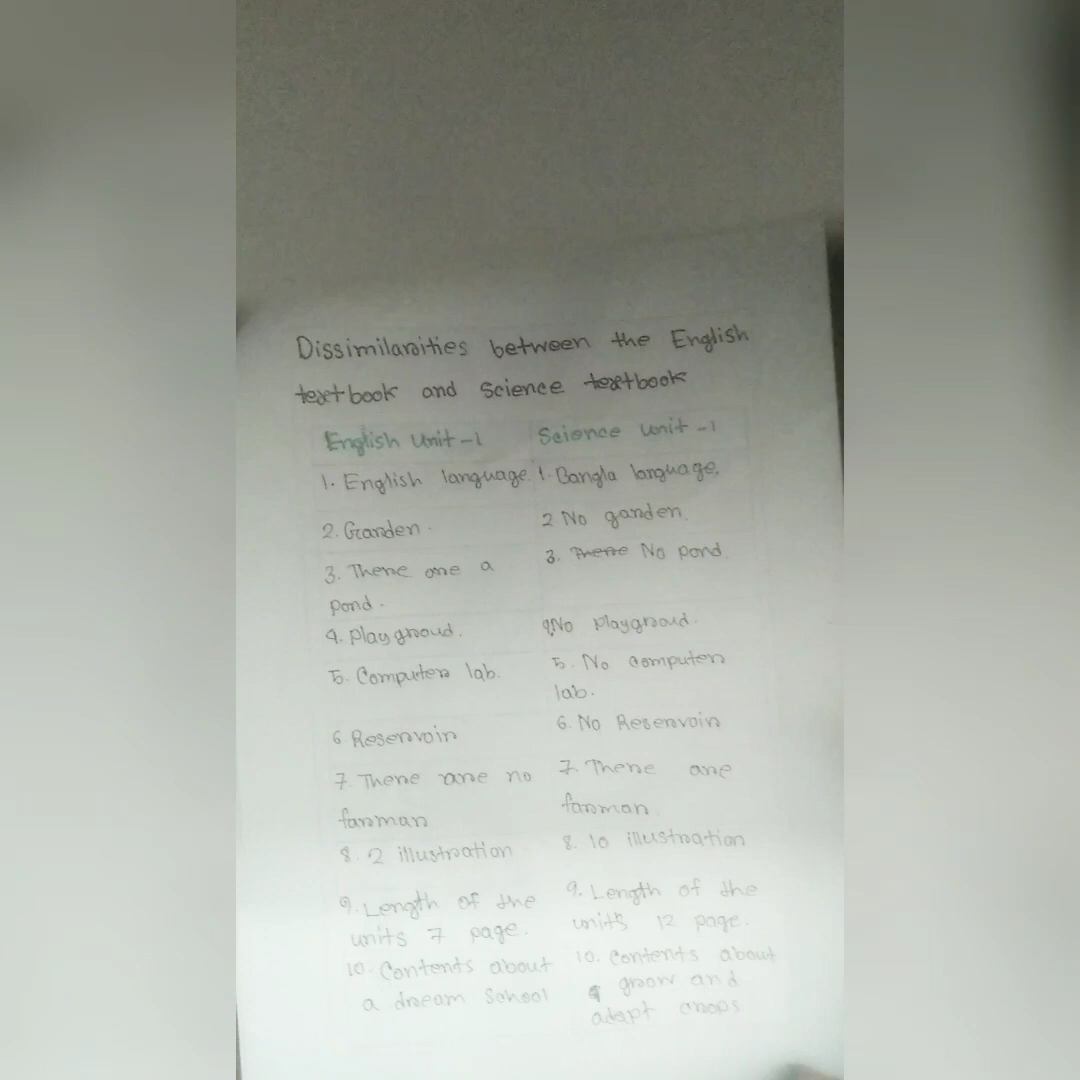 Dissimilarities between the English
textbook and Science textbook
English Unit-1 Science Unit-1
1. English language. 1. Bangla language.
2. Garden. 2 No garden.
3. There are a 3. There No pond.
pond.
4. Playgroud. 4. No Playgroud.
5. Computer lab. 5. No computer
lab.
6 Reservoir 6. No Reservoir
7. There are no 7. There are
farman farman.
8. 2 illustration 8. 10 illustration
9. Length of the 9. Length of the
units 7 page. units 12 page.
10. Contents about 10. Contents about
a dream School grow and
adapt crops